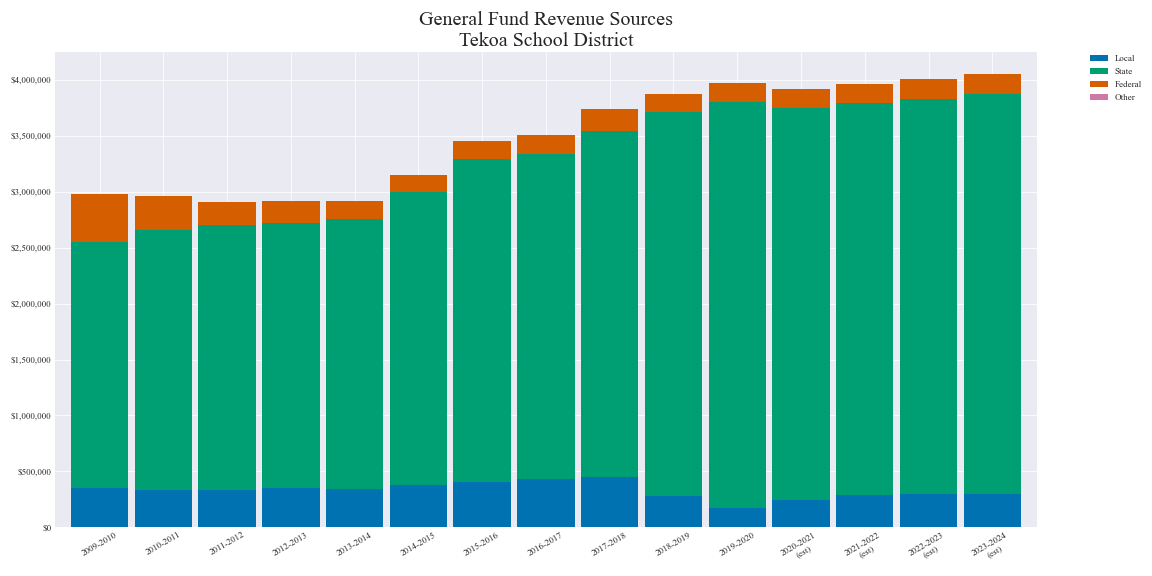 General Fund Revenue Sources
Tekoa School District
Local
State
Federal
Other
$4,000,000
$3,500,000
$3,000,000
$2,500,000
$2,000,000
$1,500,000
$1,000,000
$500,000
$0
2009-2010
2010-2011
2011-2012
2012-2013
2013-2014
2014-2015
2015-2016
2016-2017
2017-2018
2018-2019
2019-2020
2020-2021
(est)
2021-2022
(est)
2022-2023
(est)
2023-2024
(est)